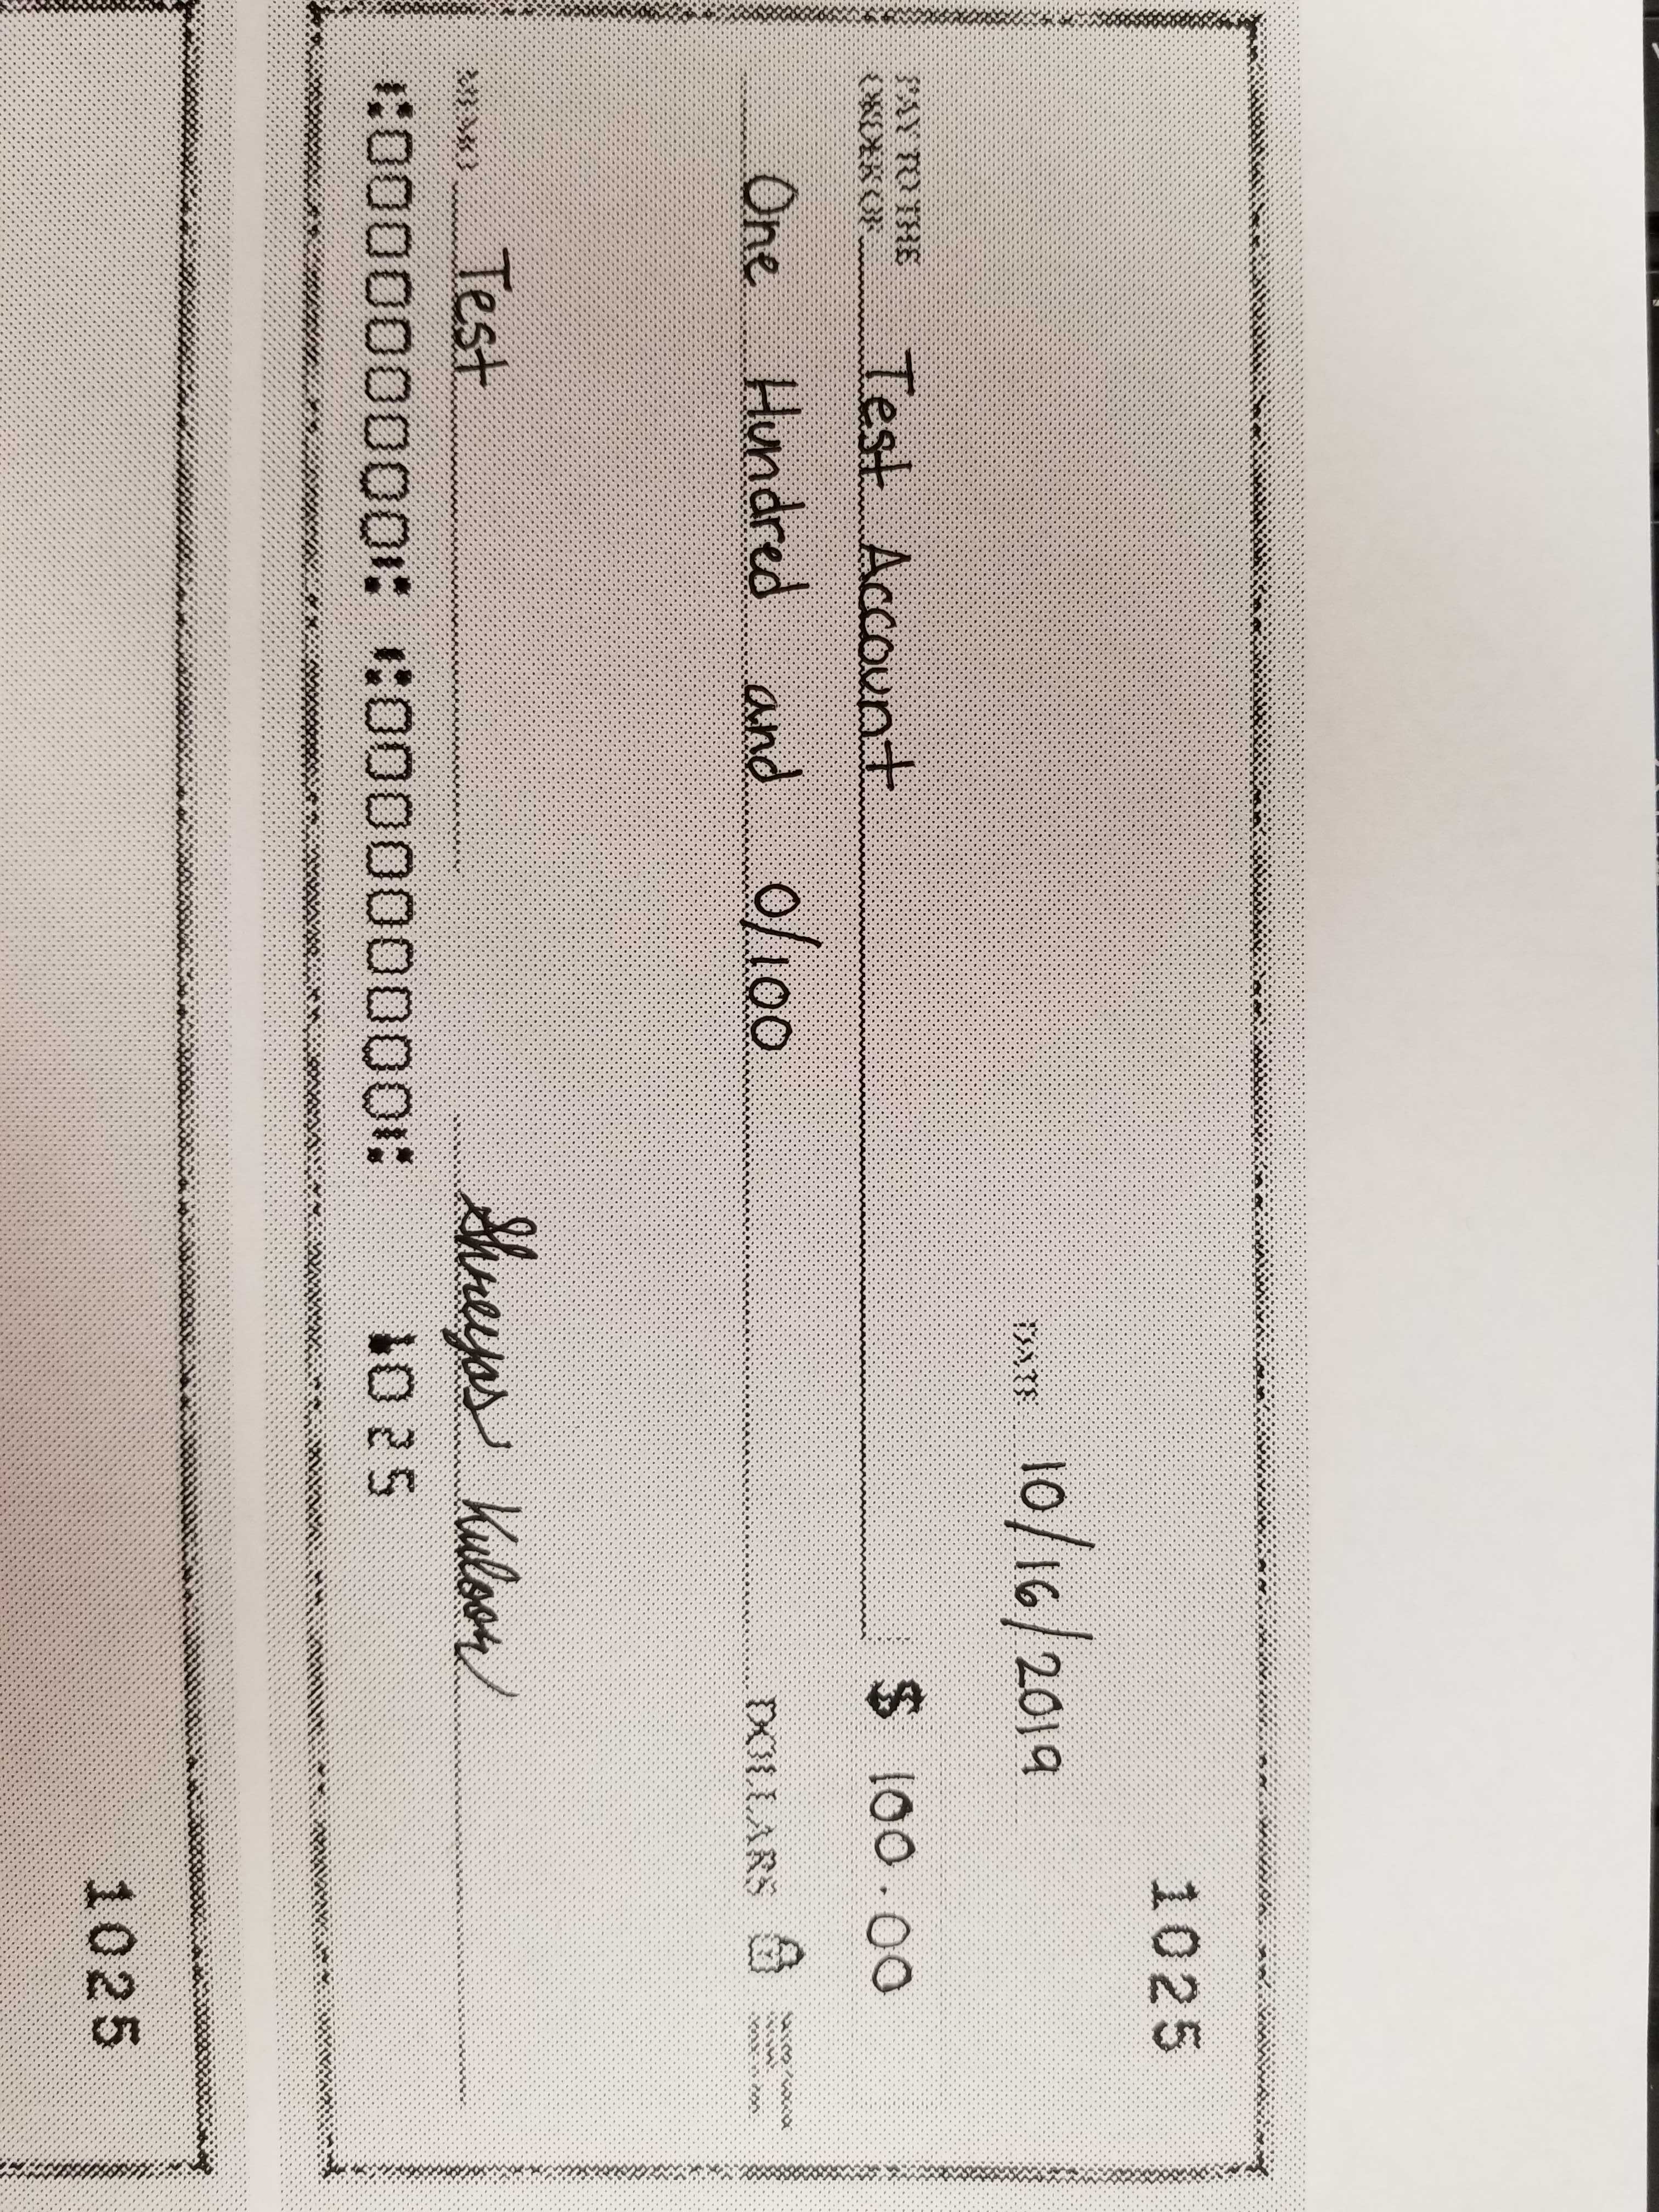 1025
DATE 10/16/2019
PAY TO THE
ORDER OF Test Account $ 100.00
One Hundred and 0/100 DOLLARS
MEMO Test Shreyas Kuloor
⑆000000000⑆ ⑆000000000⑆ 1025
1025